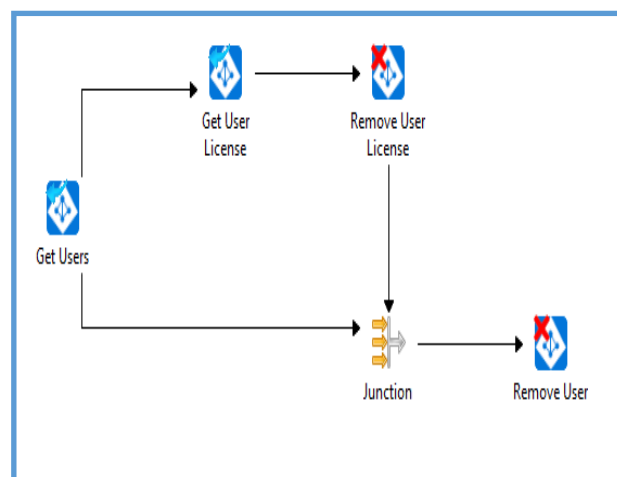 Get User
License
Remove User
License
Get Users
Junction
Remove User